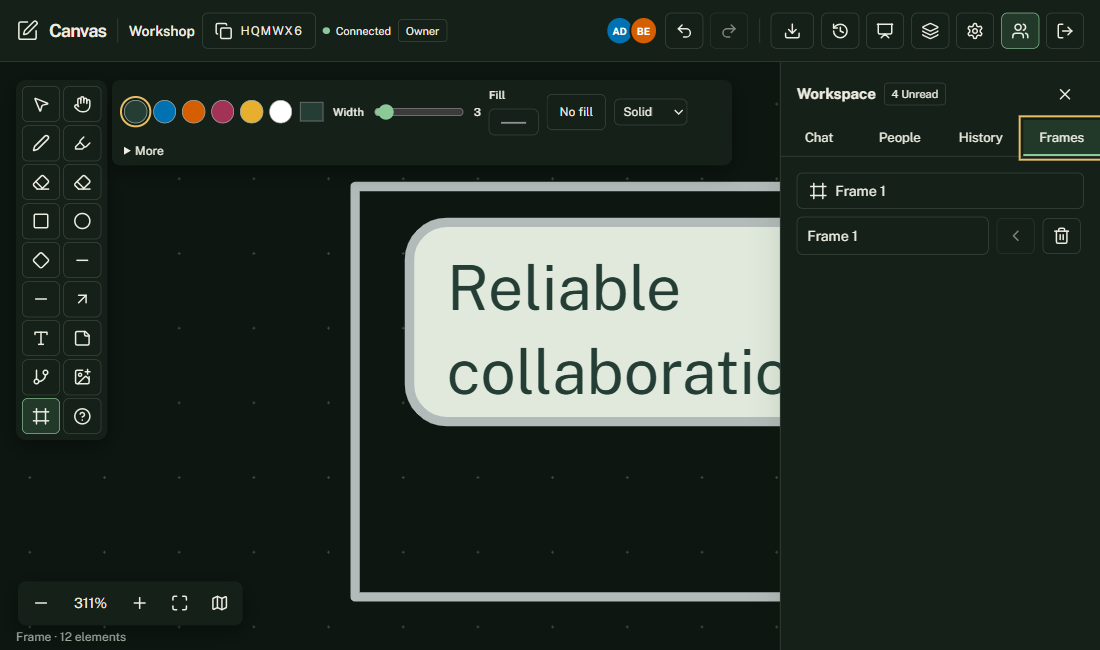 Canvas
Workshop
HQMWX6
Connected
Owner
AD
BE
Width
3
Fill
No fill
Solid
More
Workspace
4 Unread
Chat
People
History
Frames
Frame 1
Frame 1
Reliable
collaboratio
311%
Frame · 12 elements